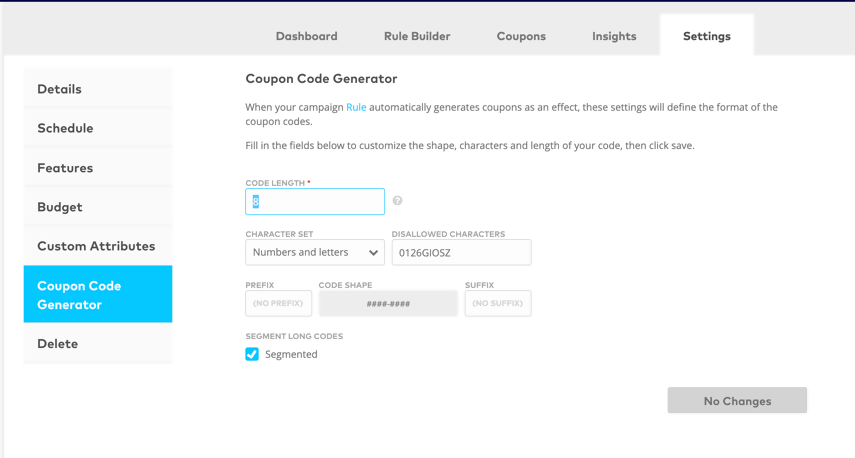 Dashboard Rule Builder Coupons Insights Settings
Details
Schedule
Features
Budget
Custom Attributes
Coupon Code
Generator
Delete
Coupon Code Generator
When your campaign Rule automatically generates coupons as an effect, these settings will define the format of the
coupon codes.
Fill in the fields below to customize the shape, characters and length of your code, then click save.
CODE LENGTH *
8
?
CHARACTER SET DISALLOWED CHARACTERS
Numbers and letters 0126GIOSZ
PREFIX CODE SHAPE SUFFIX
(NO PREFIX) ####-#### (NO SUFFIX)
SEGMENT LONG CODES
Segmented
No Changes